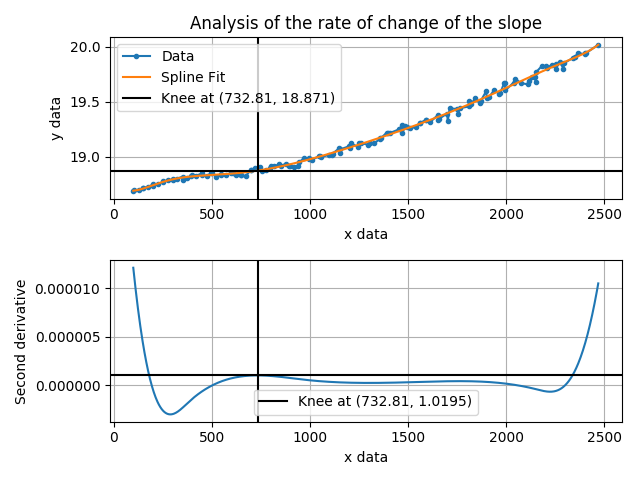 Analysis of the rate of change of the slope
20.0
19.5
19.0
y data
Data
Spline Fit
Knee at (732.81, 18.871)
0 500 1000 1500 2000 2500
x data
0.000010
0.000005
0.000000
Second derivative
Knee at (732.81, 1.0195)
0 500 1000 1500 2000 2500
x data